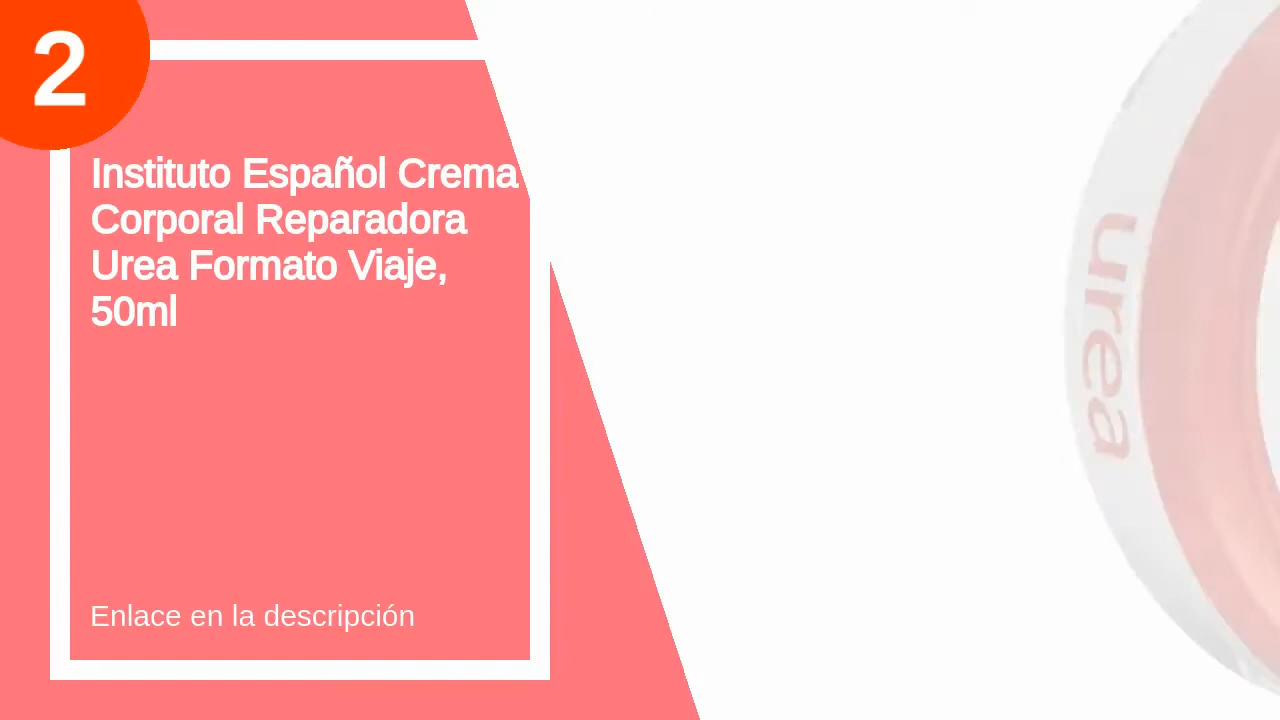 2
Instituto Español Crema
Corporal Reparadora
Urea Formato Viaje,
50ml
Enlace en la descripción
urea